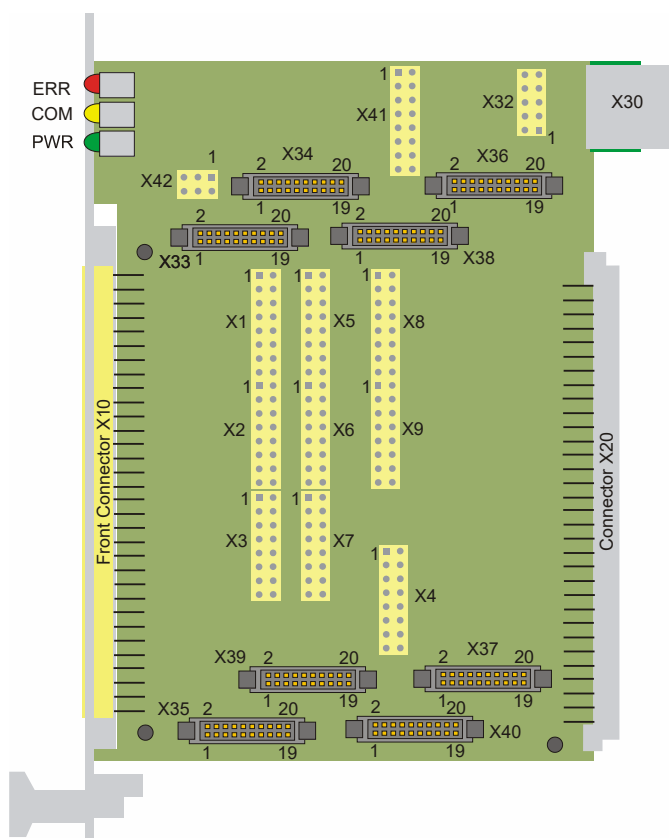 ERR
COM
PWR
1
X41
X32
1
X30
X42
1
2
X34
20
1
19
2
X36
20
1
19
2
20
1
19
X33
2
20
1
19
X38
1
X1
1
X5
1
X8
1
X2
1
X6
1
X9
1
X3
1
X7
1
X4
Front Connector X10
Connector X20
X39
2
20
1
19
2
X37
20
1
19
X35
2
20
1
19
2
20
1
19
X40